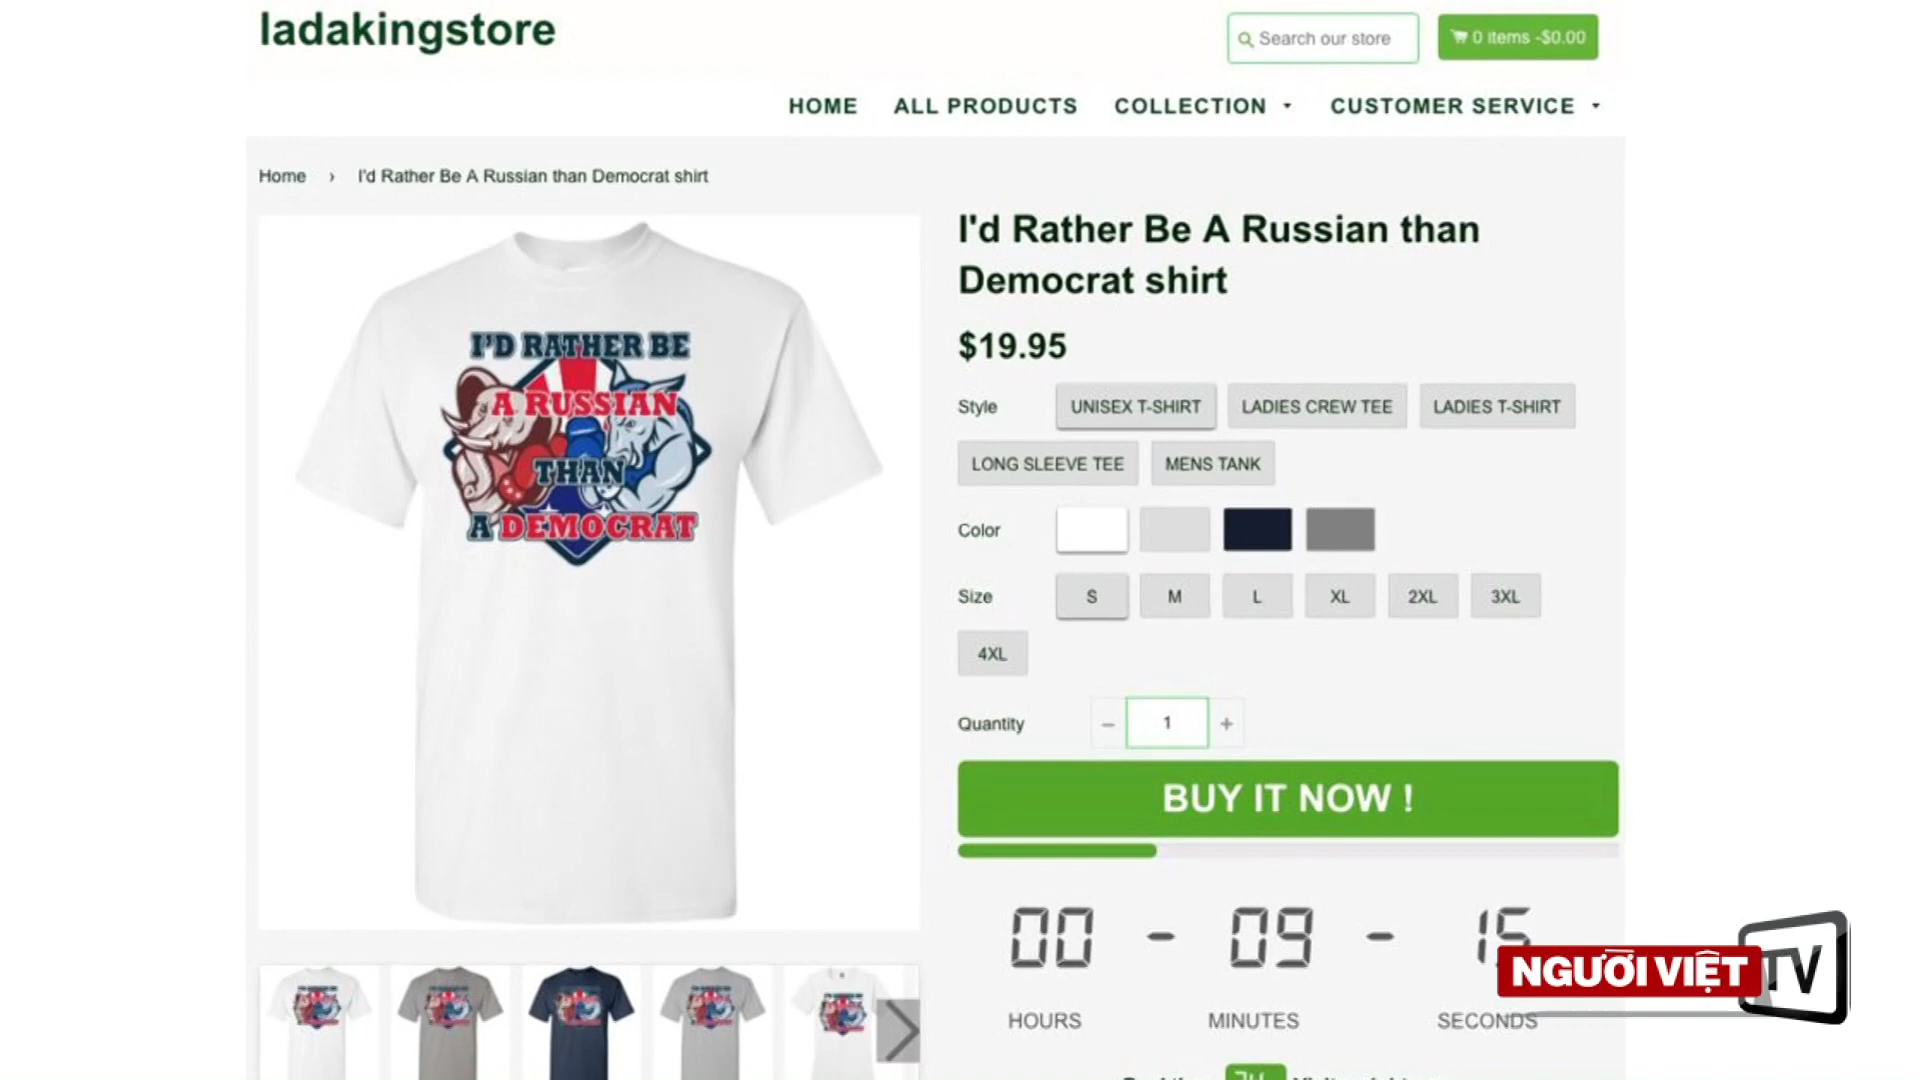 ladakingstore
Search our store
0 items -$0.00
HOME ALL PRODUCTS COLLECTION CUSTOMER SERVICE
Home › I'd Rather Be A Russian than Democrat shirt
I'd Rather Be A Russian than
Democrat shirt
$19.95
I'D RATHER BE
A RUSSIAN
THAN
A DEMOCRAT
Style UNISEX T-SHIRT LADIES CREW TEE LADIES T-SHIRT
LONG SLEEVE TEE MENS TANK
Color
Size S M L XL 2XL 3XL
4XL
Quantity - 1 +
BUY IT NOW !
00 - 09 - 15
HOURS MINUTES SECONDS
NGƯỜI VIỆT TV